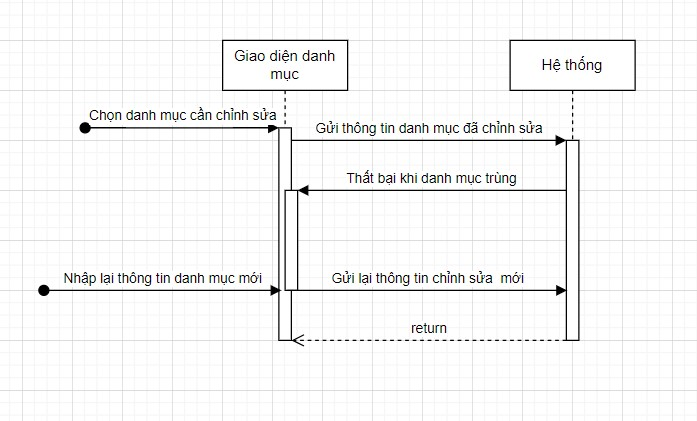 Giao diện danh
mục
Hệ thống
Chọn danh mục cần chỉnh sửa
Gửi thông tin danh mục đã chỉnh sửa
Thất bại khi danh mục trùng
Nhập lại thông tin danh mục mới
Gửi lại thông tin chỉnh sửa mới
return